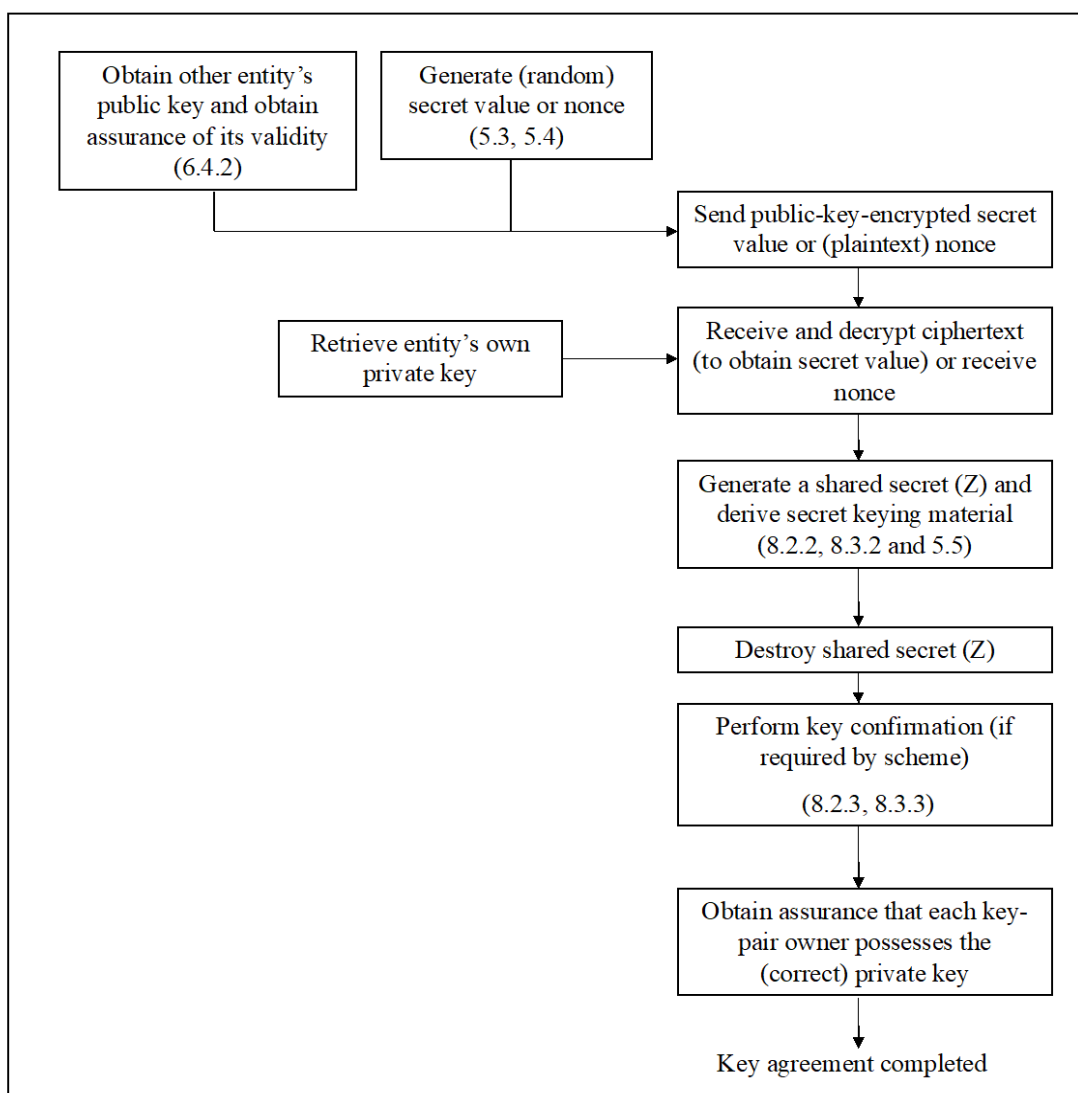 Obtain other entity’s
public key and obtain
assurance of its validity
(6.4.2)
Generate (random)
secret value or nonce
(5.3, 5.4)
Send public-key-encrypted secret
value or (plaintext) nonce
Retrieve entity’s own
private key
Receive and decrypt ciphertext
(to obtain secret value) or receive
nonce
Generate a shared secret (Z) and
derive secret keying material
(8.2.2, 8.3.2 and 5.5)
Destroy shared secret (Z)
Perform key confirmation (if
required by scheme)
(8.2.3, 8.3.3)
Obtain assurance that each key-
pair owner possesses the
(correct) private key
Key agreement completed